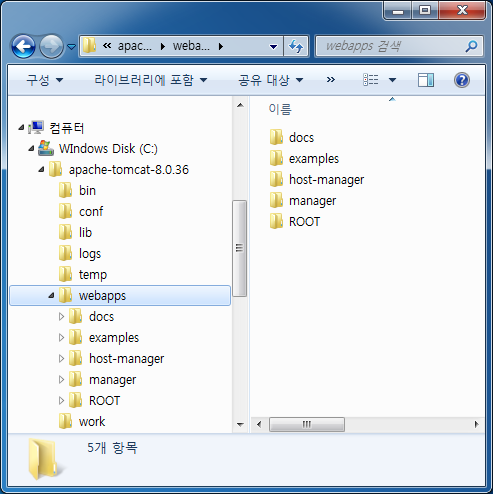 « apac... ▸ weba... ▸
webapps 검색
구성 라이브러리에 포함 공유 대상 »
컴퓨터
WIndows Disk (C:)
apache-tomcat-8.0.36
bin
conf
lib
logs
temp
webapps
docs
examples
host-manager
manager
ROOT
work
이름
docs
examples
host-manager
manager
ROOT
5개 항목